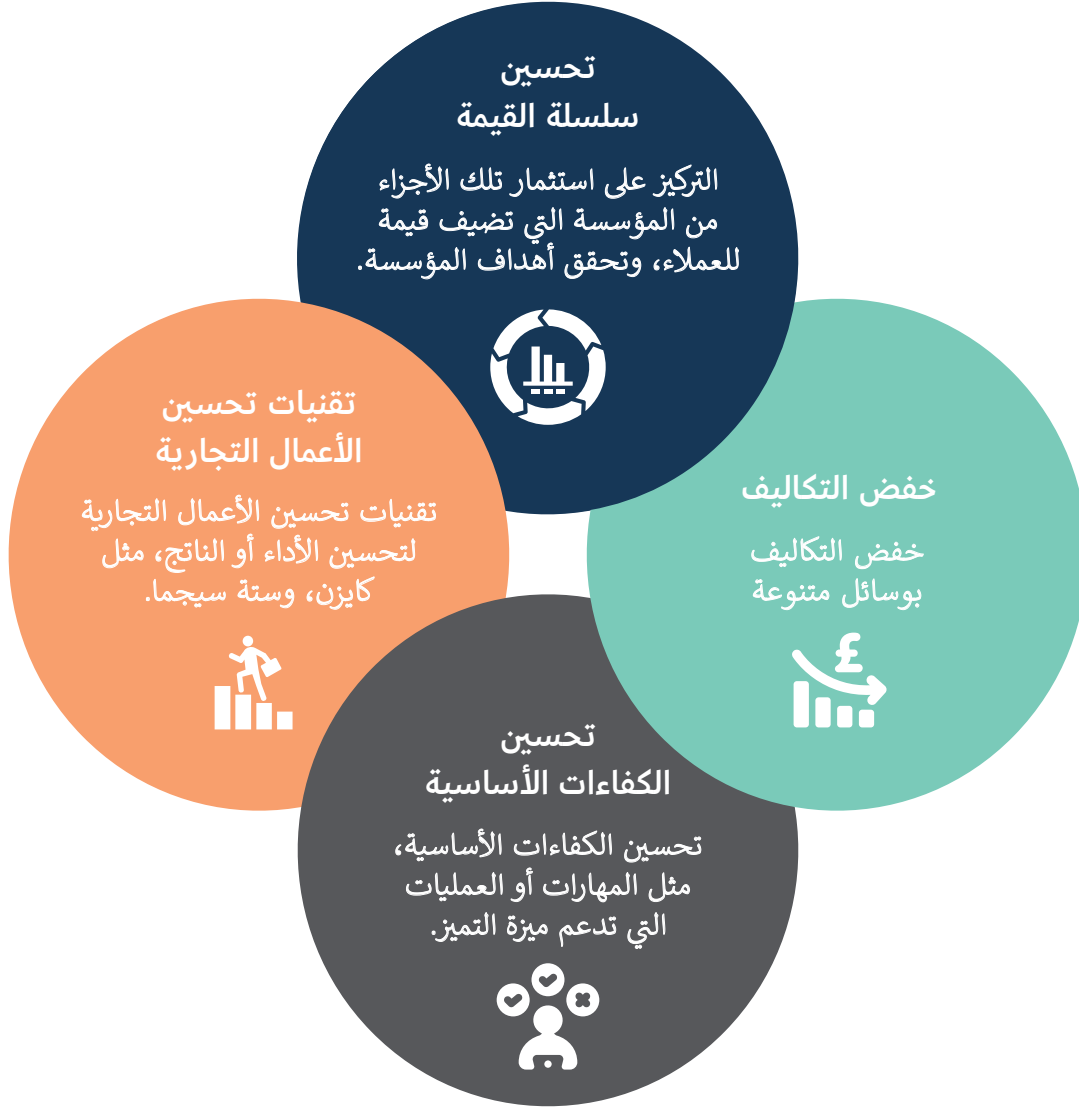 تحسين
سلسلة القيمة
التركيز على استثمار تلك الأجزاء
من المؤسسة التي تضيف قيمة
للعملاء، وتحقق أهداف المؤسسة.
خفض التكاليف
خفض التكاليف
بوسائل متنوعة
£
تقنيات تحسين
الأعمال التجارية
تقنيات تحسين الأعمال التجارية
لتحسين الأداء أو الناتج، مثل
كايزن، وستة سيجما.
تحسين
الكفاءات الأساسية
تحسين الكفاءات الأساسية،
مثل المهارات أو العمليات
التي تدعم ميزة التميز.